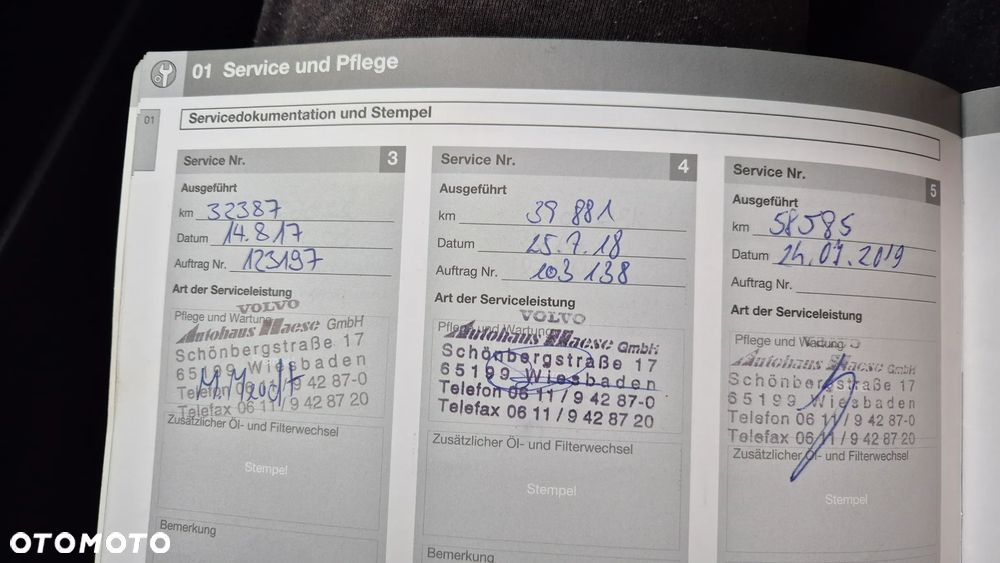 01 Service und Pflege
01
Servicedokumentation und Stempel
Service Nr. 3
Ausgeführt
km 32387
Datum 14.8.17
Auftrag Nr. 123197
Art der Serviceleistung
VOLVO
Pflege und Wartung
Autohaus Haese GmbH
Schönbergstraße 17
65199 Wiesbaden
Telefon 06 11 / 9 42 87-0
Telefax 06 11 / 9 42 87 20
Zusätzlicher Öl- und Filterwechsel
Stempel
Bemerkung
Service Nr. 4
Ausgeführt
km 39 881
Datum 25.7.18
Auftrag Nr. 103 138
Art der Serviceleistung
VOLVO
Pflege und Wartung
Autohaus Haese GmbH
Schönbergstraße 17
65199 Wiesbaden
Telefon 06 11 / 9 42 87-0
Telefax 06 11 / 9 42 87 20
Zusätzlicher Öl- und Filterwechsel
Stempel
Bemerkung
Service Nr. 5
Ausgeführt
km 58585
Datum 24.07.2019
Auftrag Nr.
Art der Serviceleistung
Pflege und Wartung
Autohaus Haese GmbH
Schönbergstraße 17
65199 Wiesbaden
Telefon 06 11 / 9 42 87-0
Telefax 06 11 / 9 42 87 20
Zusätzlicher Öl- und Filterwechsel
Stempel
OTOMOTO